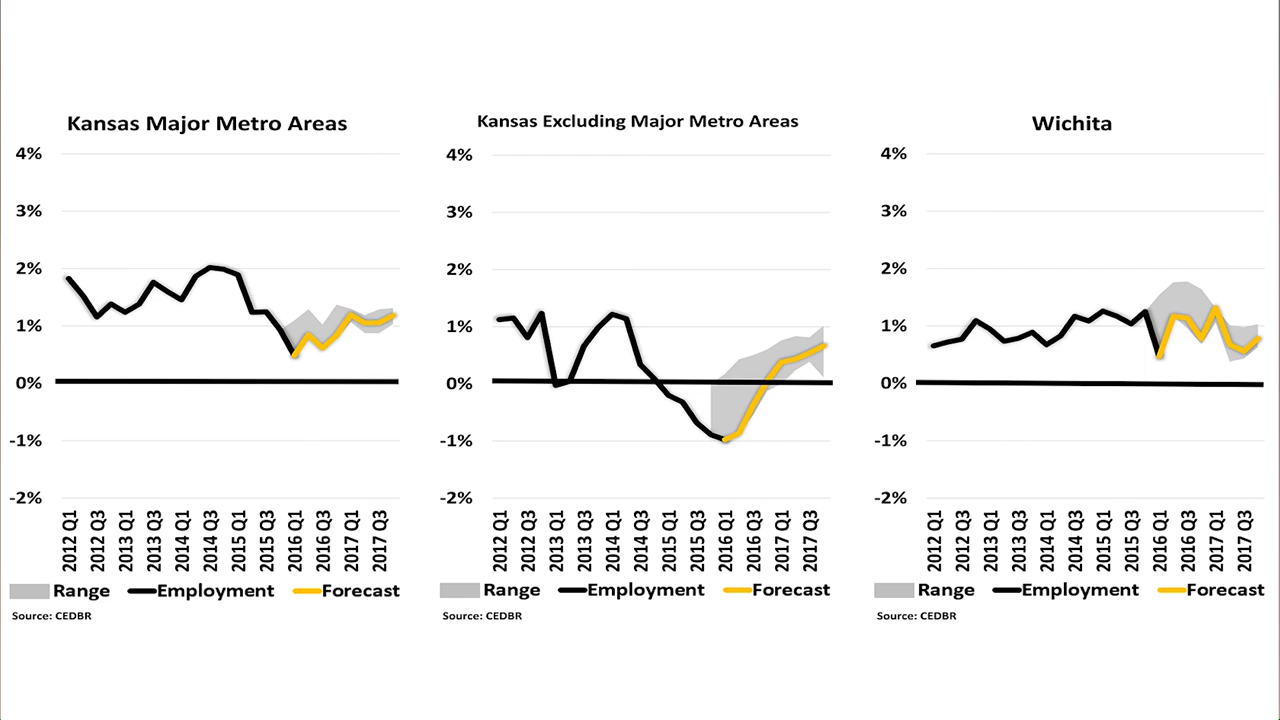 Kansas Major Metro Areas
4%
3%
2%
1%
0%
-1%
-2%
2012 Q1
2012 Q3
2013 Q1
2013 Q3
2014 Q1
2014 Q3
2015 Q1
2015 Q3
2016 Q1
2016 Q3
2017 Q1
2017 Q3
Range Employment Forecast
Source: CEDBR
Kansas Excluding Major Metro Areas
4%
3%
2%
1%
0%
-1%
-2%
2012 Q1
2012 Q3
2013 Q1
2013 Q3
2014 Q1
2014 Q3
2015 Q1
2015 Q3
2016 Q1
2016 Q3
2017 Q1
2017 Q3
Range Employment Forecast
Source: CEDBR
Wichita
4%
3%
2%
1%
0%
-1%
-2%
2012 Q1
2012 Q3
2013 Q1
2013 Q3
2014 Q1
2014 Q3
2015 Q1
2015 Q3
2016 Q1
2016 Q3
2017 Q1
2017 Q3
Range Employment Forecast
Source: CEDBR